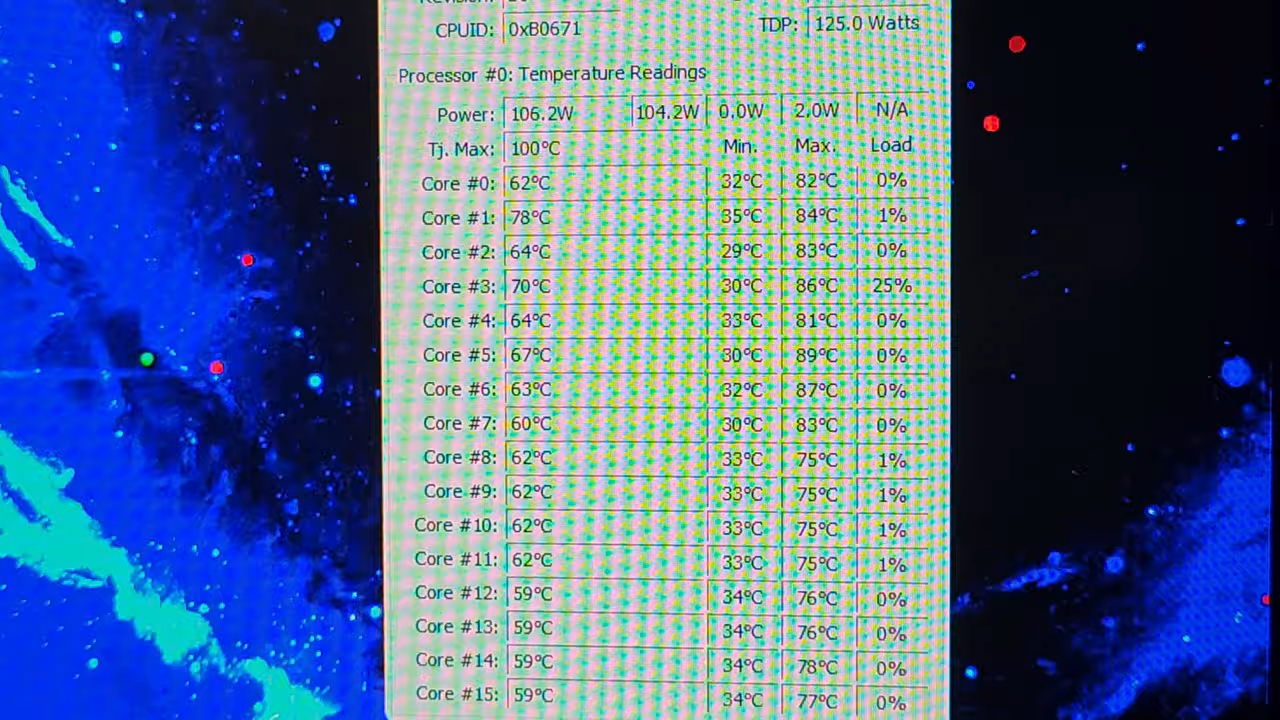 CPUID: 0xB0671 TDP: 125.0 Watts
Processor #0: Temperature Readings
Power: 106.2W 104.2W 0.0W 2.0W N/A
Tj. Max: 100°C Min. Max. Load
Core #0: 62°C 32°C 82°C 0%
Core #1: 78°C 35°C 84°C 1%
Core #2: 64°C 29°C 83°C 0%
Core #3: 70°C 30°C 86°C 25%
Core #4: 64°C 33°C 81°C 0%
Core #5: 67°C 30°C 89°C 0%
Core #6: 63°C 32°C 87°C 0%
Core #7: 60°C 30°C 83°C 0%
Core #8: 62°C 33°C 75°C 1%
Core #9: 62°C 33°C 75°C 1%
Core #10: 62°C 33°C 75°C 1%
Core #11: 62°C 33°C 75°C 1%
Core #12: 59°C 34°C 76°C 0%
Core #13: 59°C 34°C 76°C 0%
Core #14: 59°C 34°C 78°C 0%
Core #15: 59°C 34°C 77°C 0%